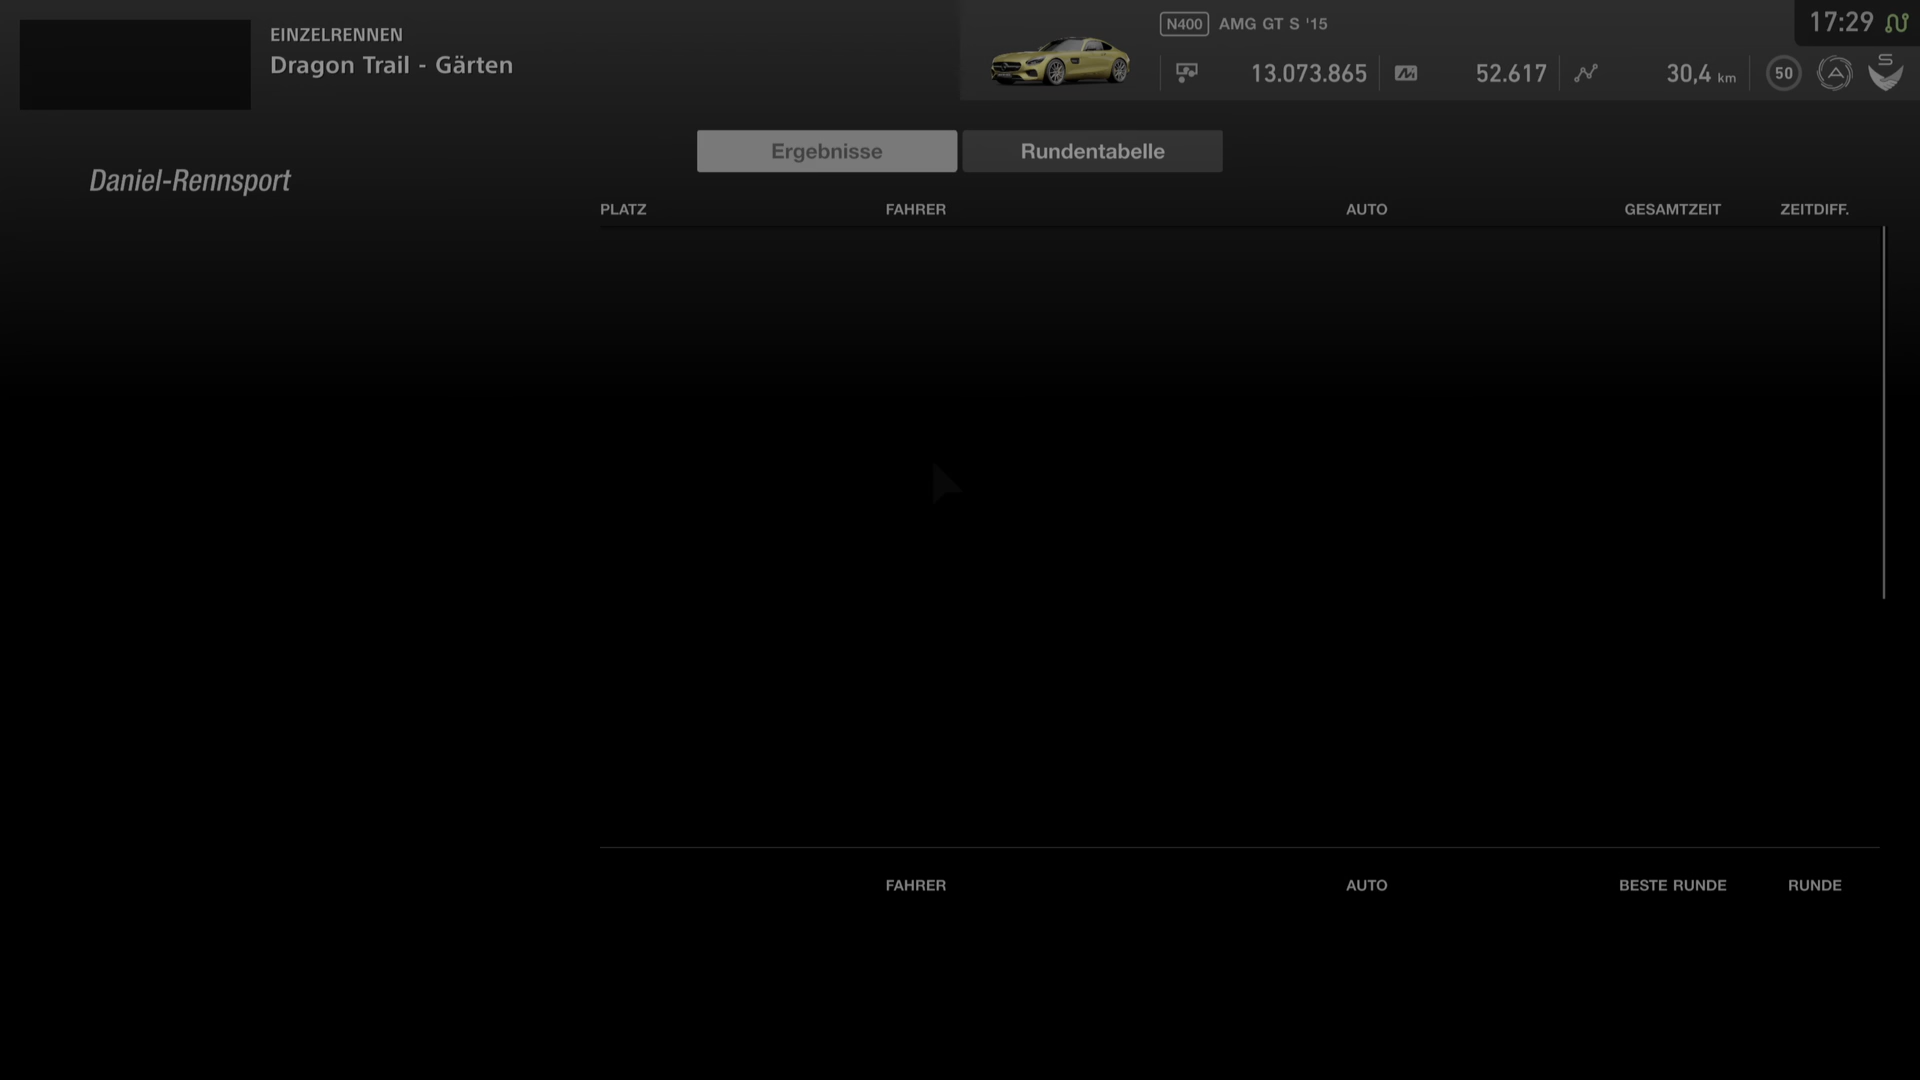 EINZELRENNEN
Dragon Trail - Gärten
N400 AMG GT S '15
17:29
13.073.865
52.617
30,4 km
50
A
S
Ergebnisse
Rundentabelle
Daniel-Rennsport
PLATZ FAHRER AUTO GESAMTZEIT ZEITDIFF.
FAHRER AUTO BESTE RUNDE RUNDE